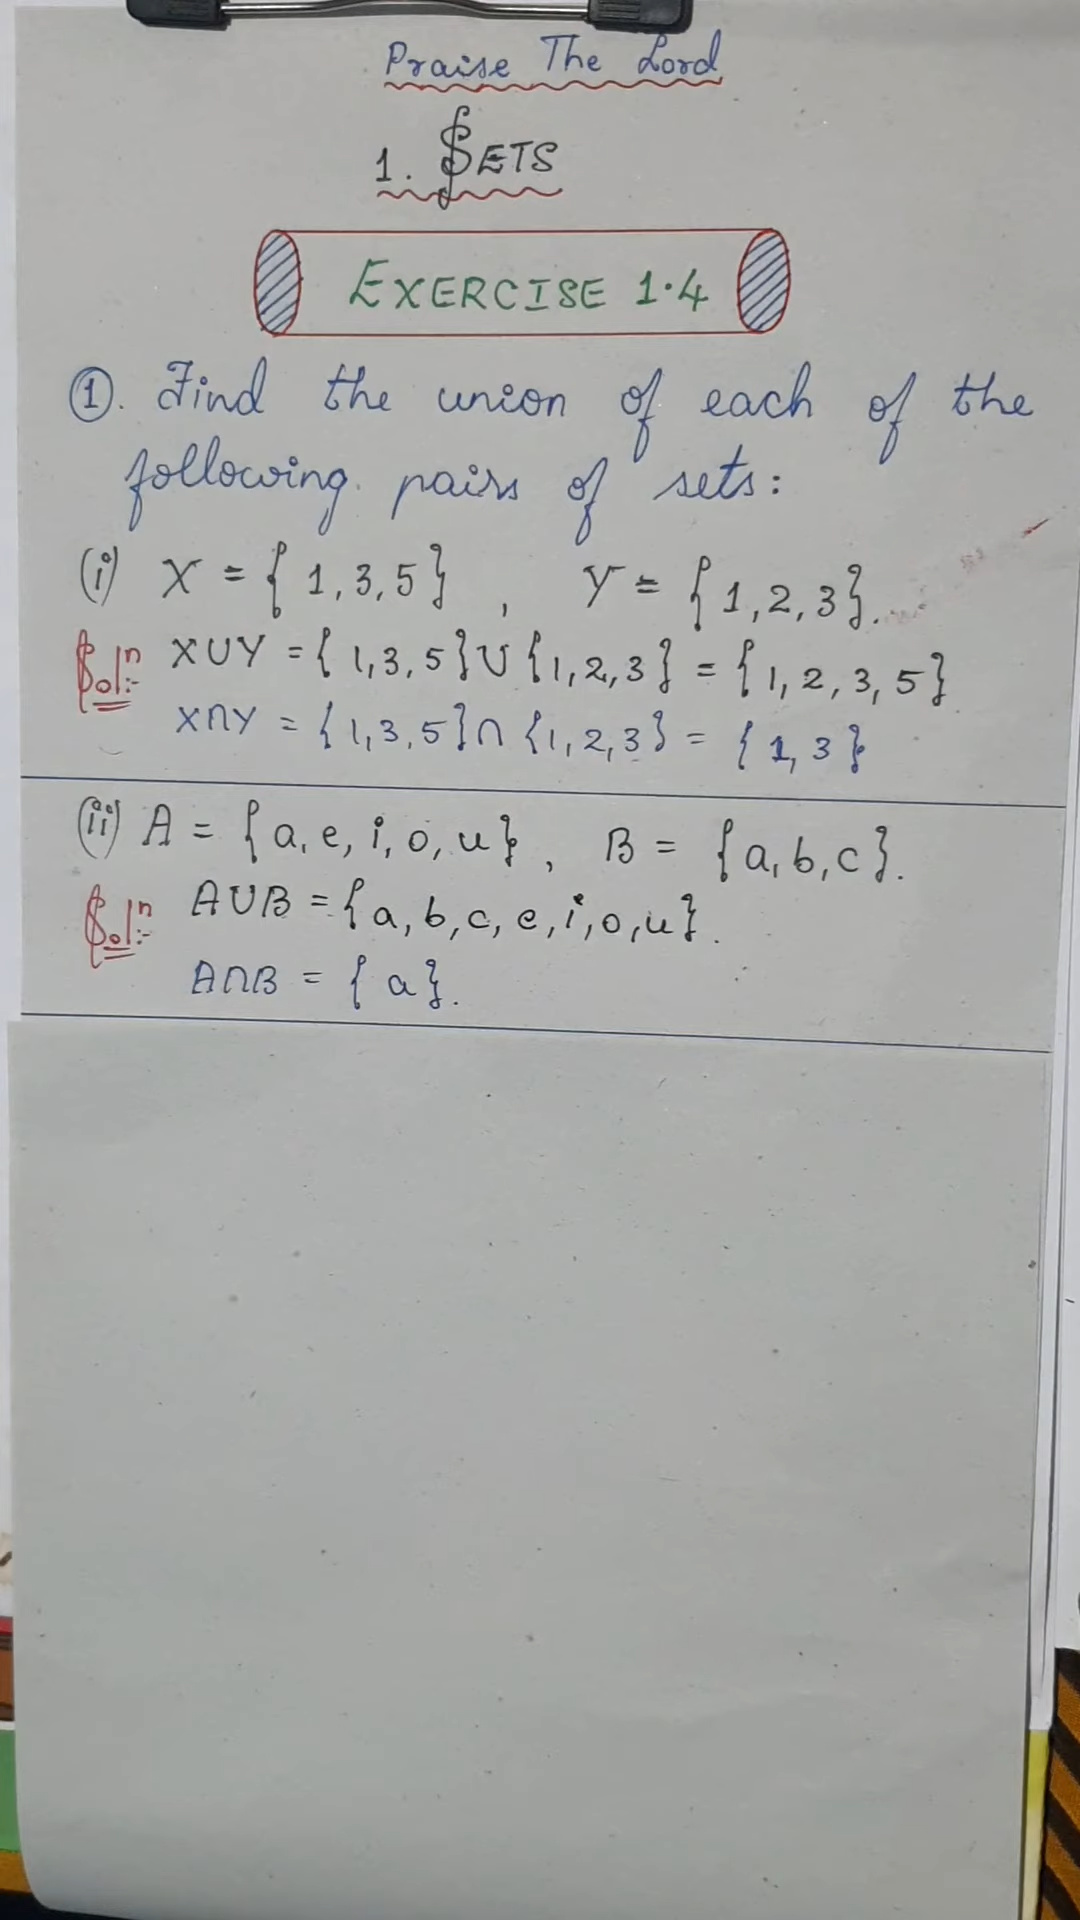 Praise The Lord
1. SETS
EXERCISE 1.4
①. Find the union of each of the
following pairs of sets:
(i) X = { 1, 3, 5 } , Y = { 1, 2, 3 }.
Solⁿ:- X∪Y = { 1, 3, 5 } ∪ { 1, 2, 3 } = { 1, 2, 3, 5 }
X∩Y = { 1, 3, 5 } ∩ { 1, 2, 3 } = { 1, 3 }
(ii) A = { a, e, i, o, u } , B = { a, b, c }.
Solⁿ:- A∪B = { a, b, c, e, i, o, u }.
A∩B = { a }.